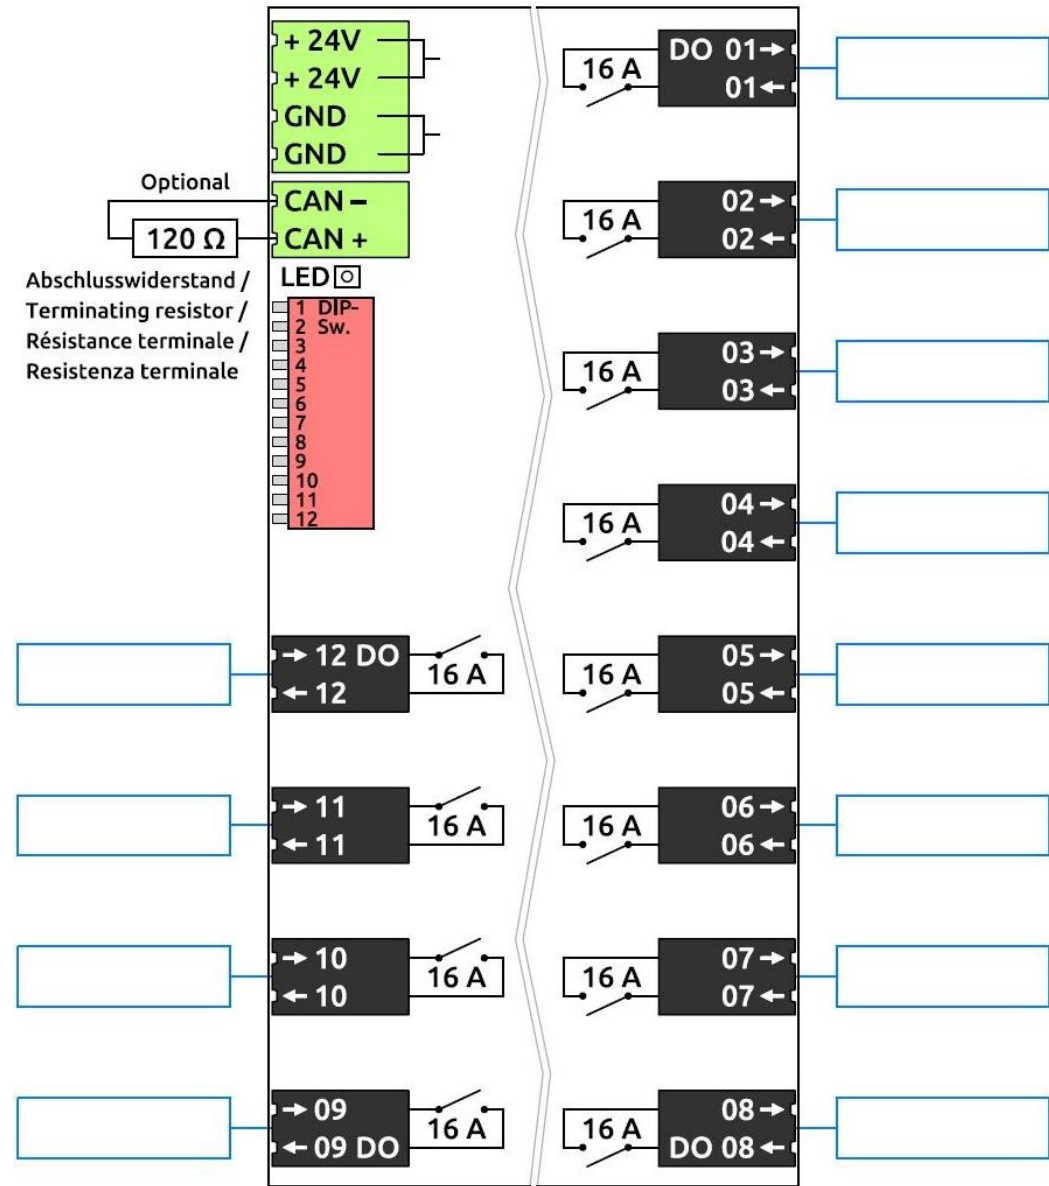 + 24V
+ 24V
GND
GND
Optional
CAN –
120 Ω
CAN +
Abschlusswiderstand /
Terminating resistor /
Résistance terminale /
Resistenza terminale
LED
1 DIP-
2 Sw.
3
4
5
6
7
8
9
10
11
12
→ 12 DO
← 12
16 A
→ 11
← 11
16 A
→ 10
← 10
16 A
→ 09
← 09 DO
16 A
16 A
DO 01 →
01 ←
16 A
02 →
02 ←
16 A
03 →
03 ←
16 A
04 →
04 ←
16 A
05 →
05 ←
16 A
06 →
06 ←
16 A
07 →
07 ←
16 A
08 →
DO 08 ←